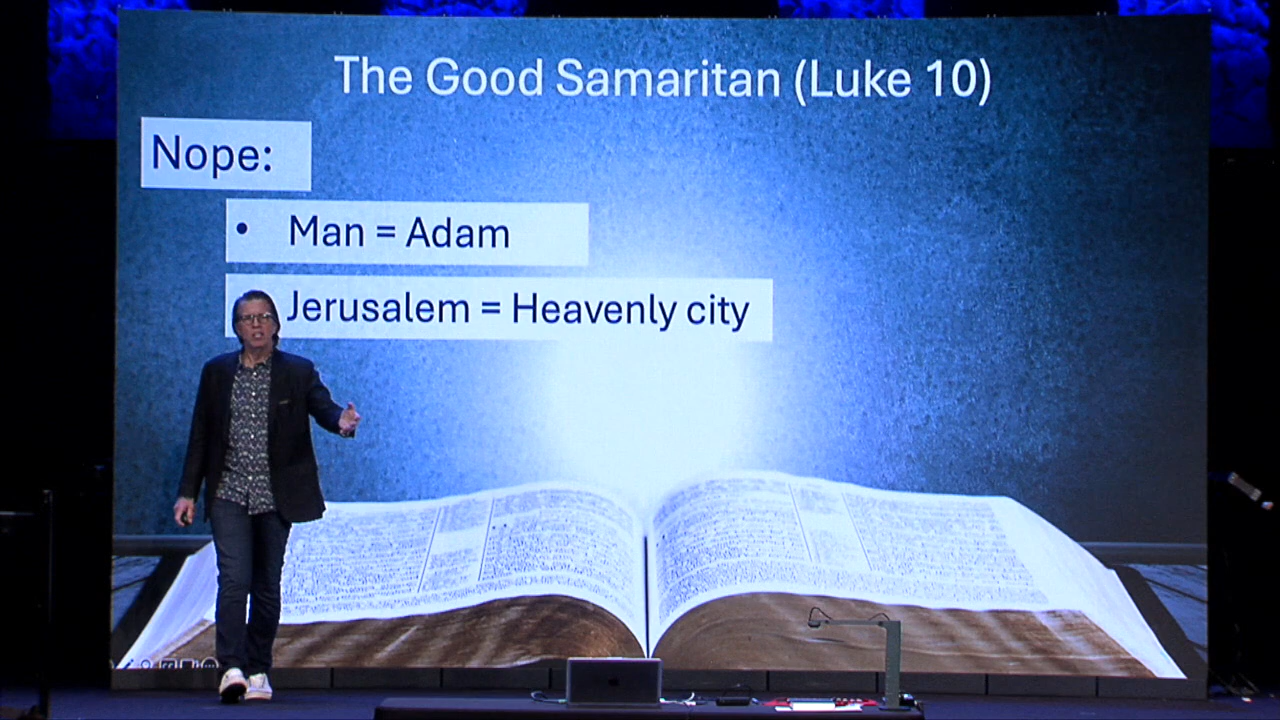 The Good Samaritan (Luke 10)
Nope:
• Man = Adam
Jerusalem = Heavenly city